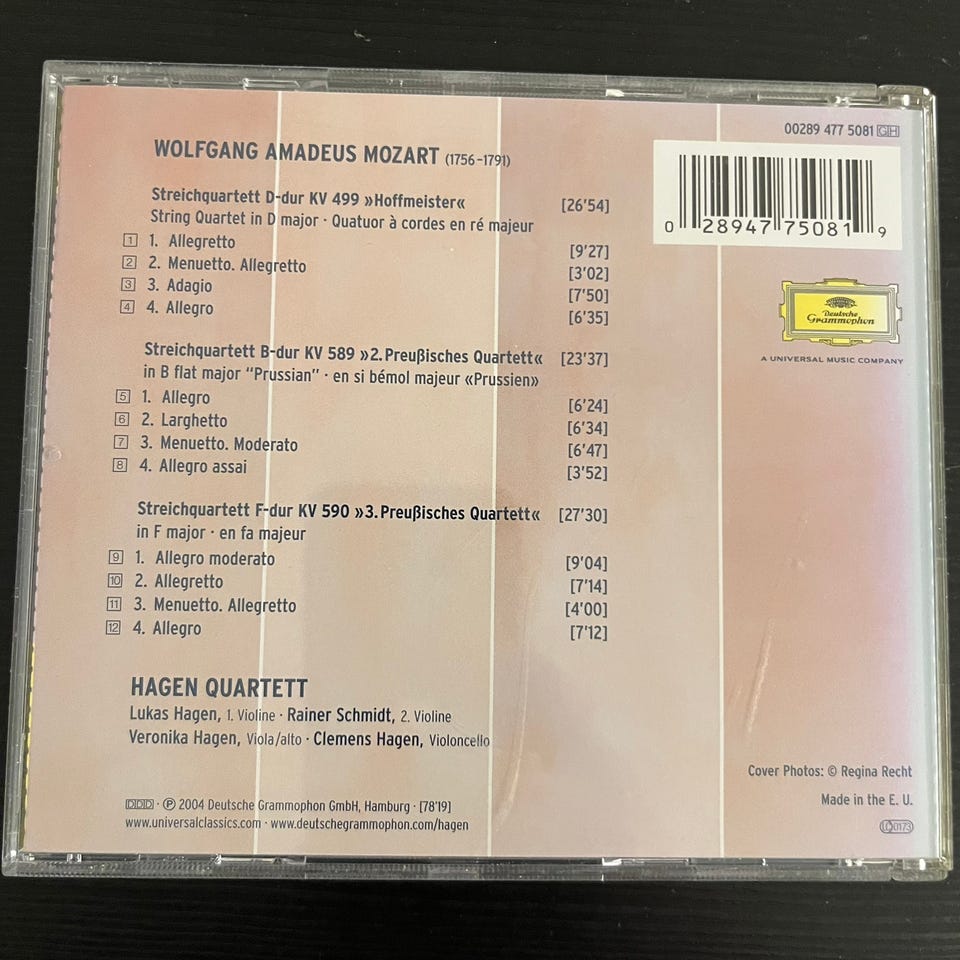 00289 477 5081 GH
WOLFGANG AMADEUS MOZART (1756–1791)
0 28947 75081 9
Streichquartett D-dur KV 499 »Hoffmeister« [26'54]
String Quartet in D major · Quatuor à cordes en ré majeur
1 1. Allegretto [9'27]
2 2. Menuetto. Allegretto [3'02]
3 3. Adagio [7'50]
4 4. Allegro [6'35]
Deutsche
Grammophon
A UNIVERSAL MUSIC COMPANY
Streichquartett B-dur KV 589 »2. Preußisches Quartett« [23'37]
in B flat major "Prussian" · en si bémol majeur «Prussien»
5 1. Allegro [6'24]
6 2. Larghetto [6'34]
7 3. Menuetto. Moderato [6'47]
8 4. Allegro assai [3'52]
Streichquartett F-dur KV 590 »3. Preußisches Quartett« [27'30]
in F major · en fa majeur
9 1. Allegro moderato [9'04]
10 2. Allegretto [7'14]
11 3. Menuetto. Allegretto [4'00]
12 4. Allegro [7'12]
HAGEN QUARTETT
Lukas Hagen, 1. Violine · Rainer Schmidt, 2. Violine
Veronika Hagen, Viola/alto · Clemens Hagen, Violoncello
Cover Photos: © Regina Recht
Made in the E. U.
DDD · ℗ 2004 Deutsche Grammophon GmbH, Hamburg · [78'19]
www.universalclassics.com · www.deutschegrammophon.com/hagen
LC 0173